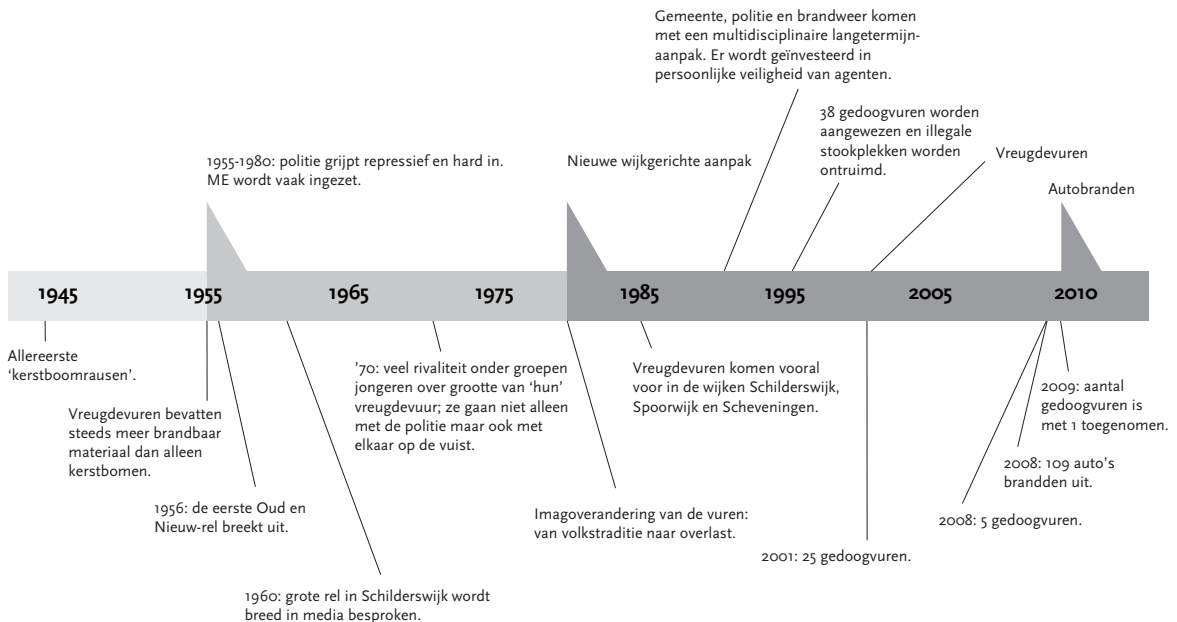 Gemeente, politie en brandweer komen
met een multidisciplinaire langetermijn-
aanpak. Er wordt geïnvesteerd in
persoonlijke veiligheid van agenten.
38 gedoogvuren worden
aangewezen en illegale
stookplekken worden
ontruimd.
1955-1980: politie grijpt repressief en hard in.
ME wordt vaak ingezet.
Nieuwe wijkgerichte aanpak
Vreugdevuren
Autobranden
1945
1955
1965
1975
1985
1995
2005
2010
Allereerste
‘kerstboomrausen’.
Vreugdevuren bevatten
steeds meer brandbaar
materiaal dan alleen
kerstbomen.
1956: de eerste Oud en
Nieuw-rel breekt uit.
1960: grote rel in Schilderswijk wordt
breed in media besproken.
’70: veel rivaliteit onder groepen
jongeren over grootte van ‘hun’
vreugdevuur; ze gaan niet alleen
met de politie maar ook met
elkaar op de vuist.
Imagoverandering van de vuren:
van volkstraditie naar overlast.
Vreugdevuren komen vooral
voor in de wijken Schilderswijk,
Spoorwijk en Scheveningen.
2001: 25 gedoogvuren.
2008: 5 gedoogvuren.
2008: 109 auto’s
brandden uit.
2009: aantal
gedoogvuren is
met 1 toegenomen.